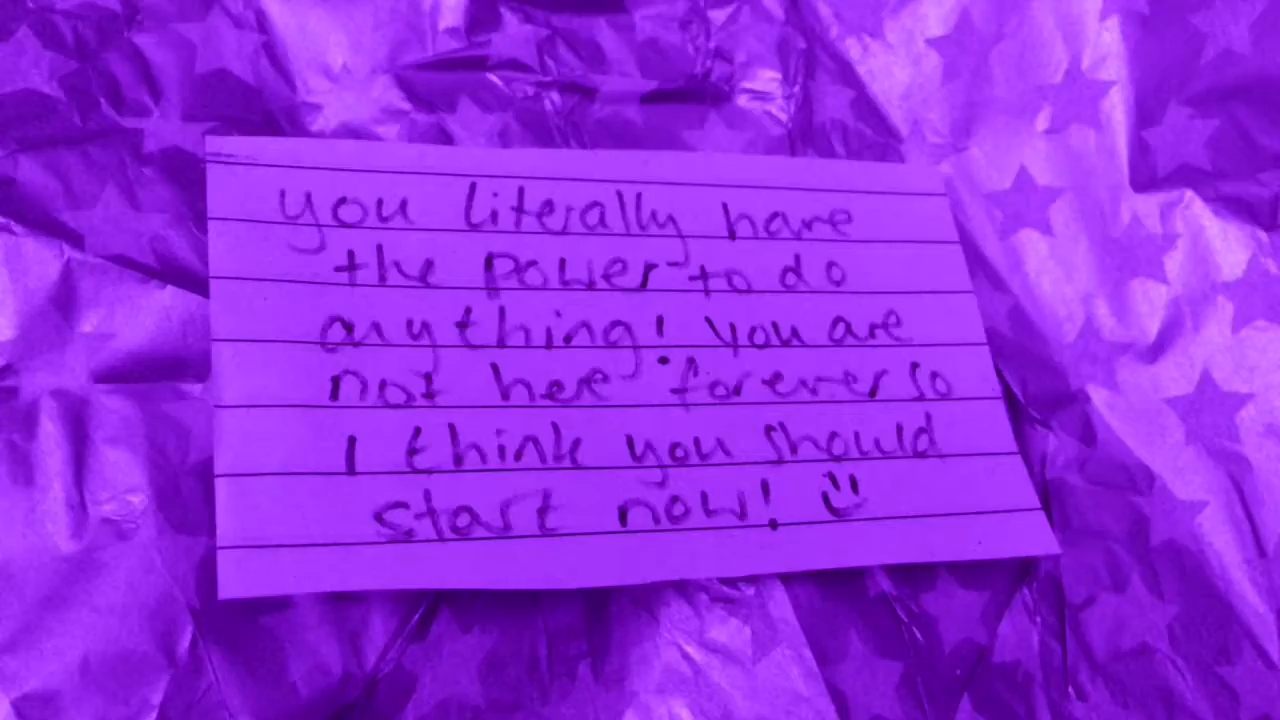 you literally have
the power to do
anything! you are
not here forever so
I think you should
start now! Ü